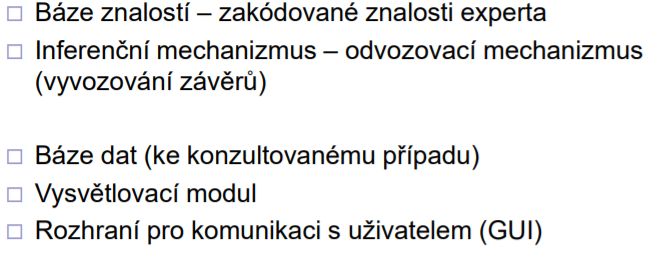 Báze znalostí – zakódované znalosti experta
Inferenční mechanizmus – odvozovací mechanizmus
(vyvozování závěrů)
Báze dat (ke konzultovanému případu)
Vysvětlovací modul
Rozhraní pro komunikaci s uživatelem (GUI)